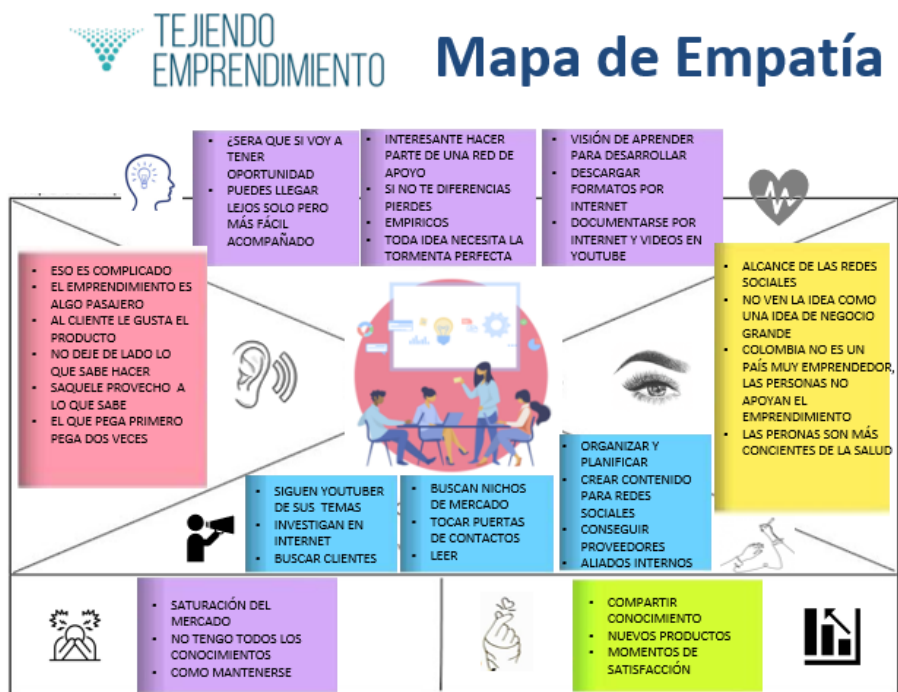 TEJIENDO
EMPRENDIMIENTO
Mapa de Empatía
• ¿SERA QUE SI VOY A
TENER
OPORTUNIDAD
• PUEDES LLEGAR
LEJOS SOLO PERO
MÁS FÁCIL
ACOMPAÑADO
• INTERESANTE HACER
PARTE DE UNA RED DE
APOYO
• SI NO TE DIFERENCIAS
PIERDES
• EMPIRICOS
• TODA IDEA NECESITA LA
TORMENTA PERFECTA
• VISIÓN DE APRENDER
PARA DESARROLLAR
• DESCARGAR
FORMATOS POR
INTERNET
• DOCUMENTARSE POR
INTERNET Y VIDEOS EN
YOUTUBE
• ESO ES COMPLICADO
• EL EMPRENDIMIENTO ES
ALGO PASAJERO
• AL CLIENTE LE GUSTA EL
PRODUCTO
• NO DEJE DE LADO LO
QUE SABE HACER
• SAQUELE PROVECHO A
LO QUE SABE
• EL QUE PEGA PRIMERO
PEGA DOS VECES
• ALCANCE DE LAS REDES
SOCIALES
• NO VEN LA IDEA COMO
UNA IDEA DE NEGOCIO
GRANDE
• COLOMBIA NO ES UN
PAÍS MUY EMPRENDEDOR,
LAS PERSONAS NO
APOYAN EL
EMPRENDIMIENTO
• LAS PERONAS SON MÁS
CONCIENTES DE LA SALUD
• SIGUEN YOUTUBER
DE SUS TEMAS
• INVESTIGAN EN
INTERNET
• BUSCAR CLIENTES
• BUSCAN NICHOS
DE MERCADO
• TOCAR PUERTAS
DE CONTACTOS
• LEER
• ORGANIZAR Y
PLANIFICAR
• CREAR CONTENIDO
PARA REDES
SOCIALES
• CONSEGUIR
PROVEEDORES
• ALIADOS INTERNOS
• SATURACIÓN DEL
MERCADO
• NO TENGO TODOS LOS
CONOCIMIENTOS
• COMO MANTENERSE
• COMPARTIR
CONOCIMIENTO
• NUEVOS PRODUCTOS
• MOMENTOS DE
SATISFACCIÓN